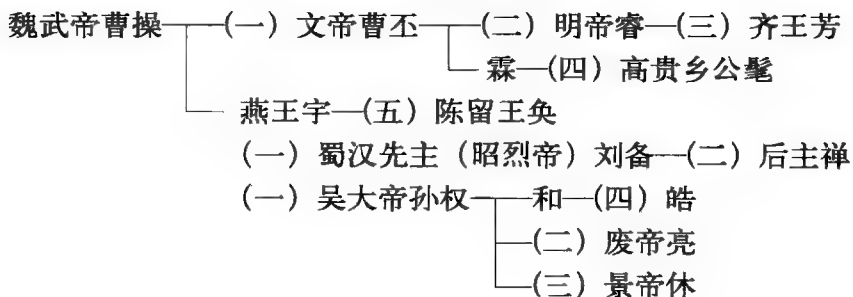 魏武帝曹操——(一) 文帝曹丕——(二) 明帝睿—(三) 齐王芳
霖—(四) 高贵乡公髦
燕王宇—(五) 陈留王奂
(一) 蜀汉先主（昭烈帝）刘备—(二) 后主禅
(一) 吴大帝孙权——和—(四) 皓
(二) 废帝亮
(三) 景帝休